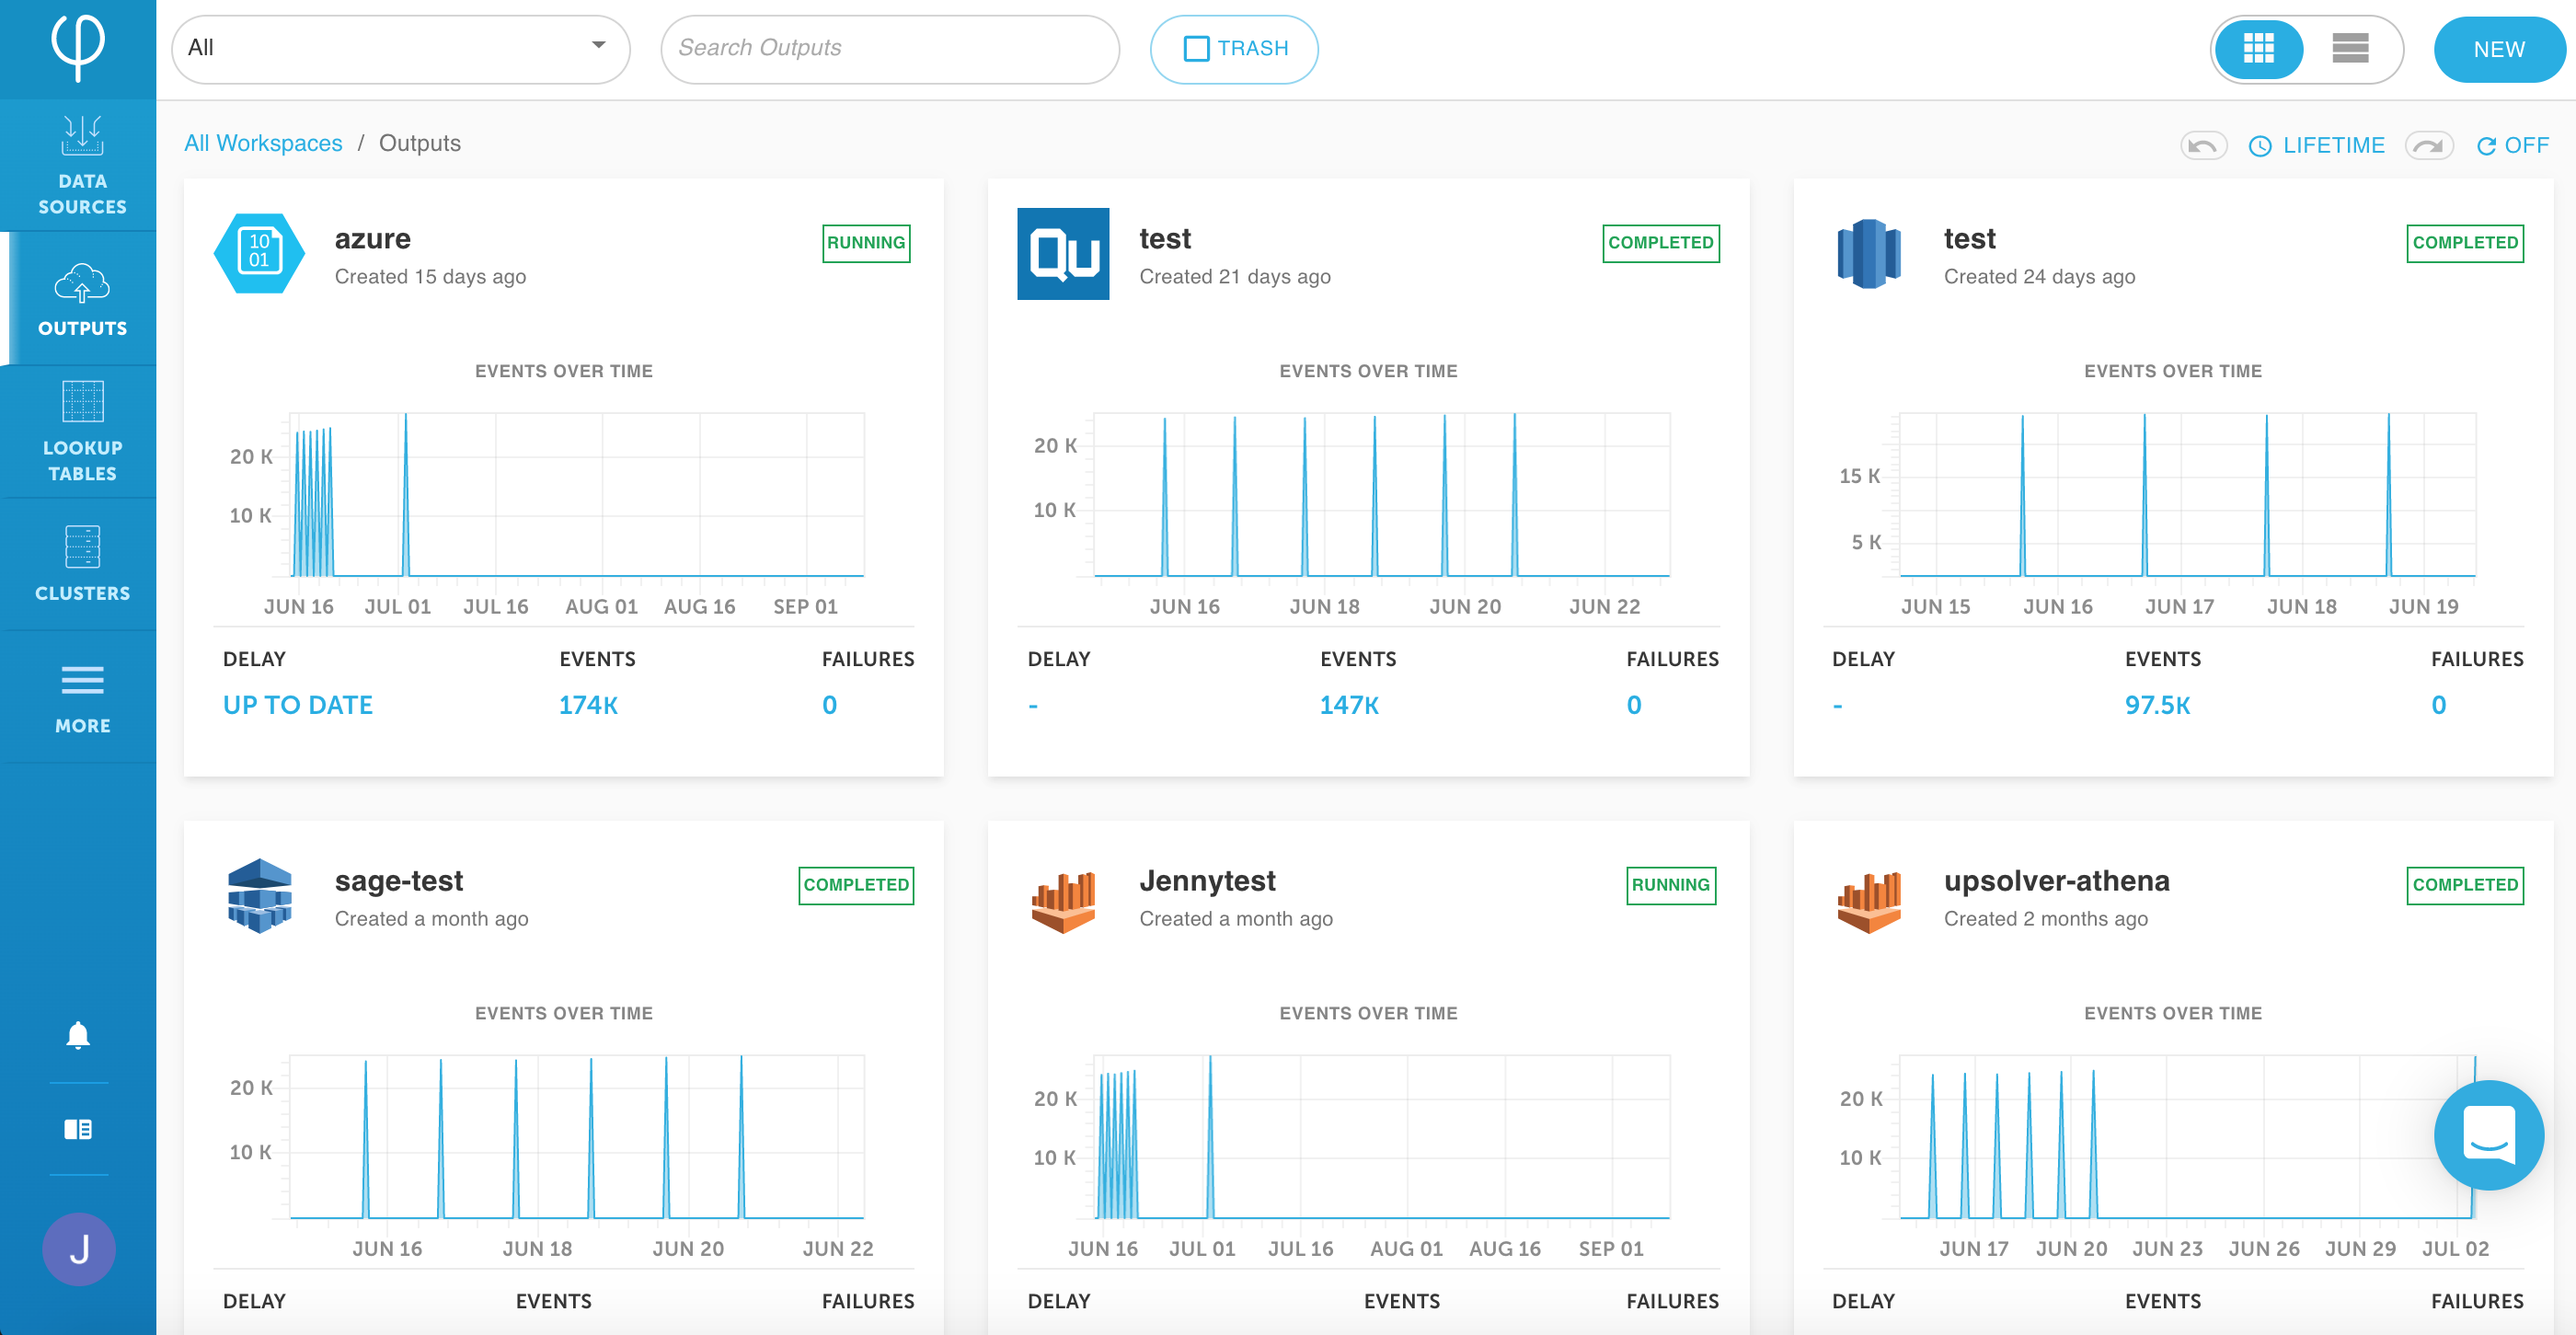 All
Search Outputs
TRASH
NEW
DATA
SOURCES
OUTPUTS
LOOKUP
TABLES
CLUSTERS
MORE
J
All Workspaces / Outputs
LIFETIME
OFF
10
01
azure
RUNNING
Created 15 days ago
EVENTS OVER TIME
20 K
10 K
JUN 16 JUL 01 JUL 16 AUG 01 AUG 16 SEP 01
DELAY EVENTS FAILURES
UP TO DATE 174K 0
Qu
test
COMPLETED
Created 21 days ago
EVENTS OVER TIME
20 K
10 K
JUN 16 JUN 18 JUN 20 JUN 22
DELAY EVENTS FAILURES
- 147K 0
test
COMPLETED
Created 24 days ago
EVENTS OVER TIME
15 K
5 K
JUN 15 JUN 16 JUN 17 JUN 18 JUN 19
DELAY EVENTS FAILURES
- 97.5K 0
sage-test
COMPLETED
Created a month ago
EVENTS OVER TIME
20 K
10 K
JUN 16 JUN 18 JUN 20 JUN 22
DELAY EVENTS FAILURES
Jennytest
RUNNING
Created a month ago
EVENTS OVER TIME
20 K
10 K
JUN 16 JUL 01 JUL 16 AUG 01 AUG 16 SEP 01
DELAY EVENTS FAILURES
upsolver-athena
COMPLETED
Created 2 months ago
EVENTS OVER TIME
20 K
10 K
JUN 17 JUN 20 JUN 23 JUN 26 JUN 29 JUL 02
DELAY EVENTS FAILURES